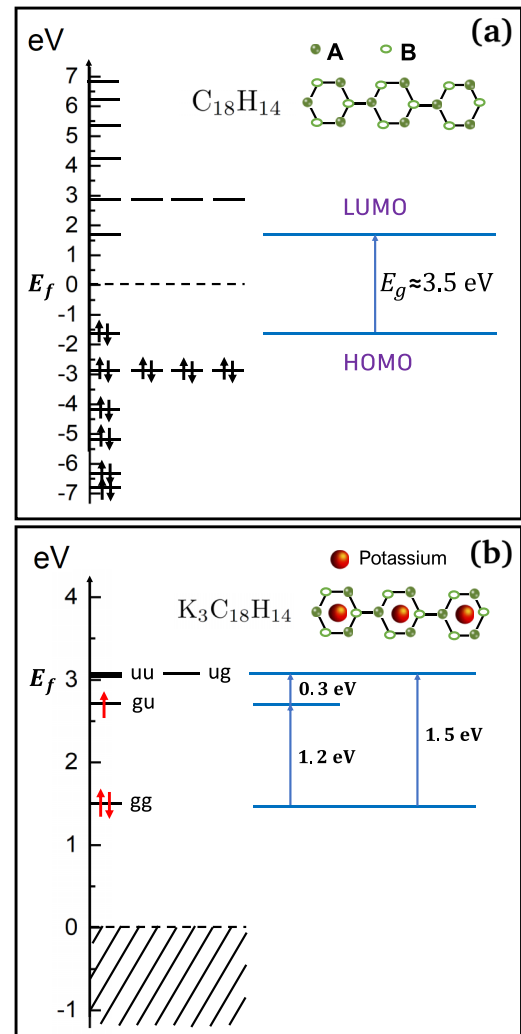 eV
(a)
A B
C₁₈H₁₄
7
6
5
4
3
LUMO
2
1
E_f 0
E_g≈3.5 eV
-1
-2
HOMO
-3
-4
-5
-6
-7
eV
(b)
Potassium
4
K₃C₁₈H₁₄
E_f
uu ug
3
0.3 eV
gu
1.2 eV
1.5 eV
2
gg
1
0
-1